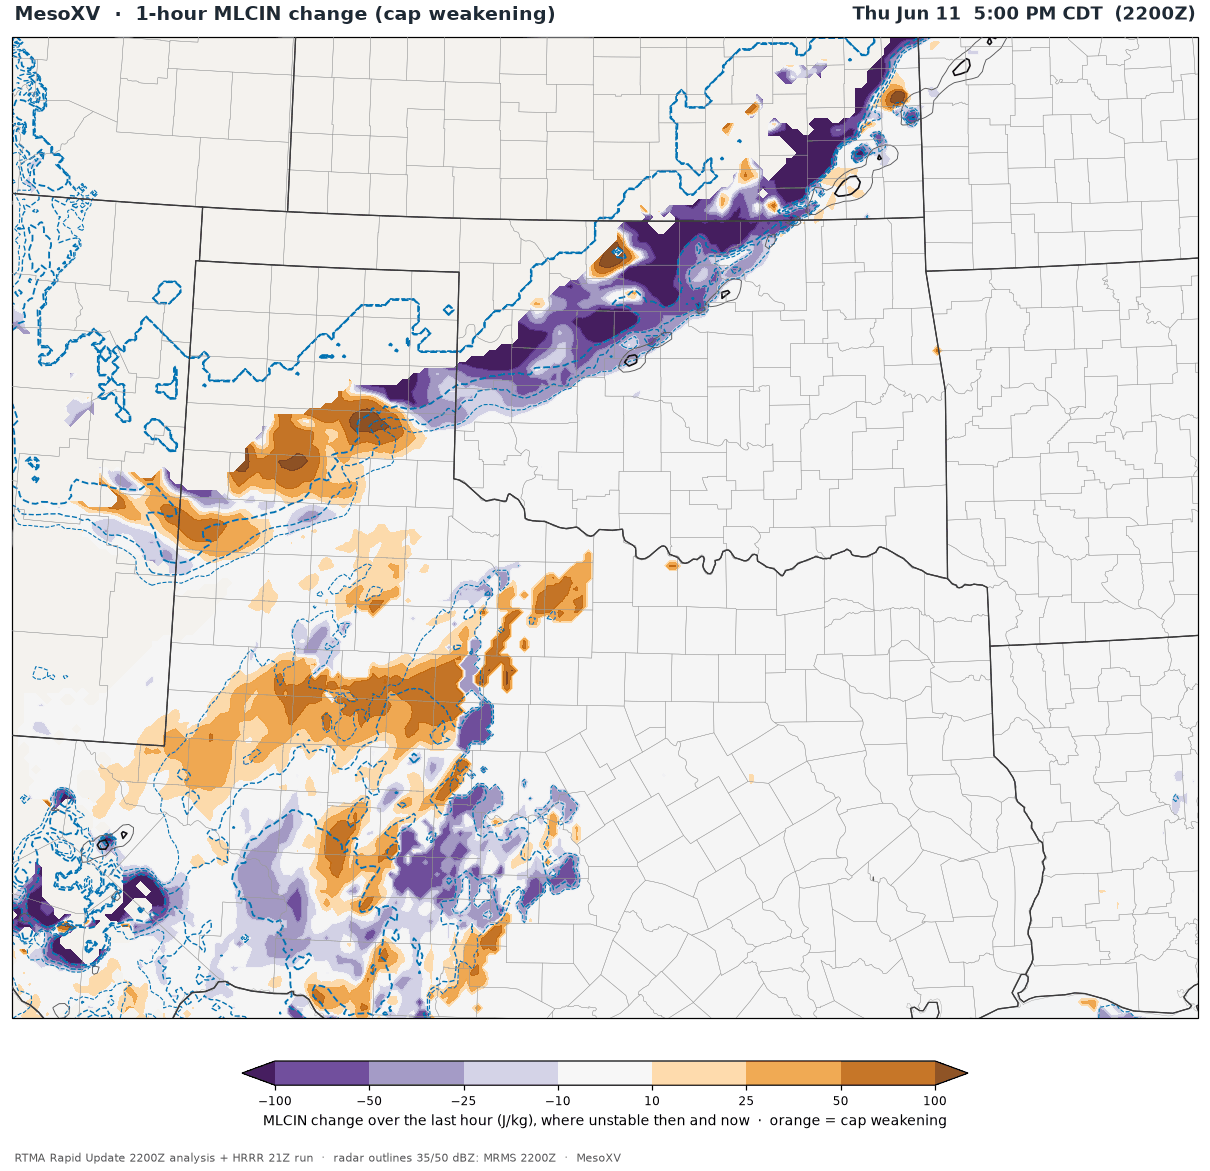 MesoXV · 1-hour MLCIN change (cap weakening)
Thu Jun 11 5:00 PM CDT (2200Z)
−100 −50 −25 −10 10 25 50 100
MLCIN change over the last hour (J/kg), where unstable then and now · orange = cap weakening
RTMA Rapid Update 2200Z analysis + HRRR 21Z run · radar outlines 35/50 dBZ: MRMS 2200Z · MesoXV